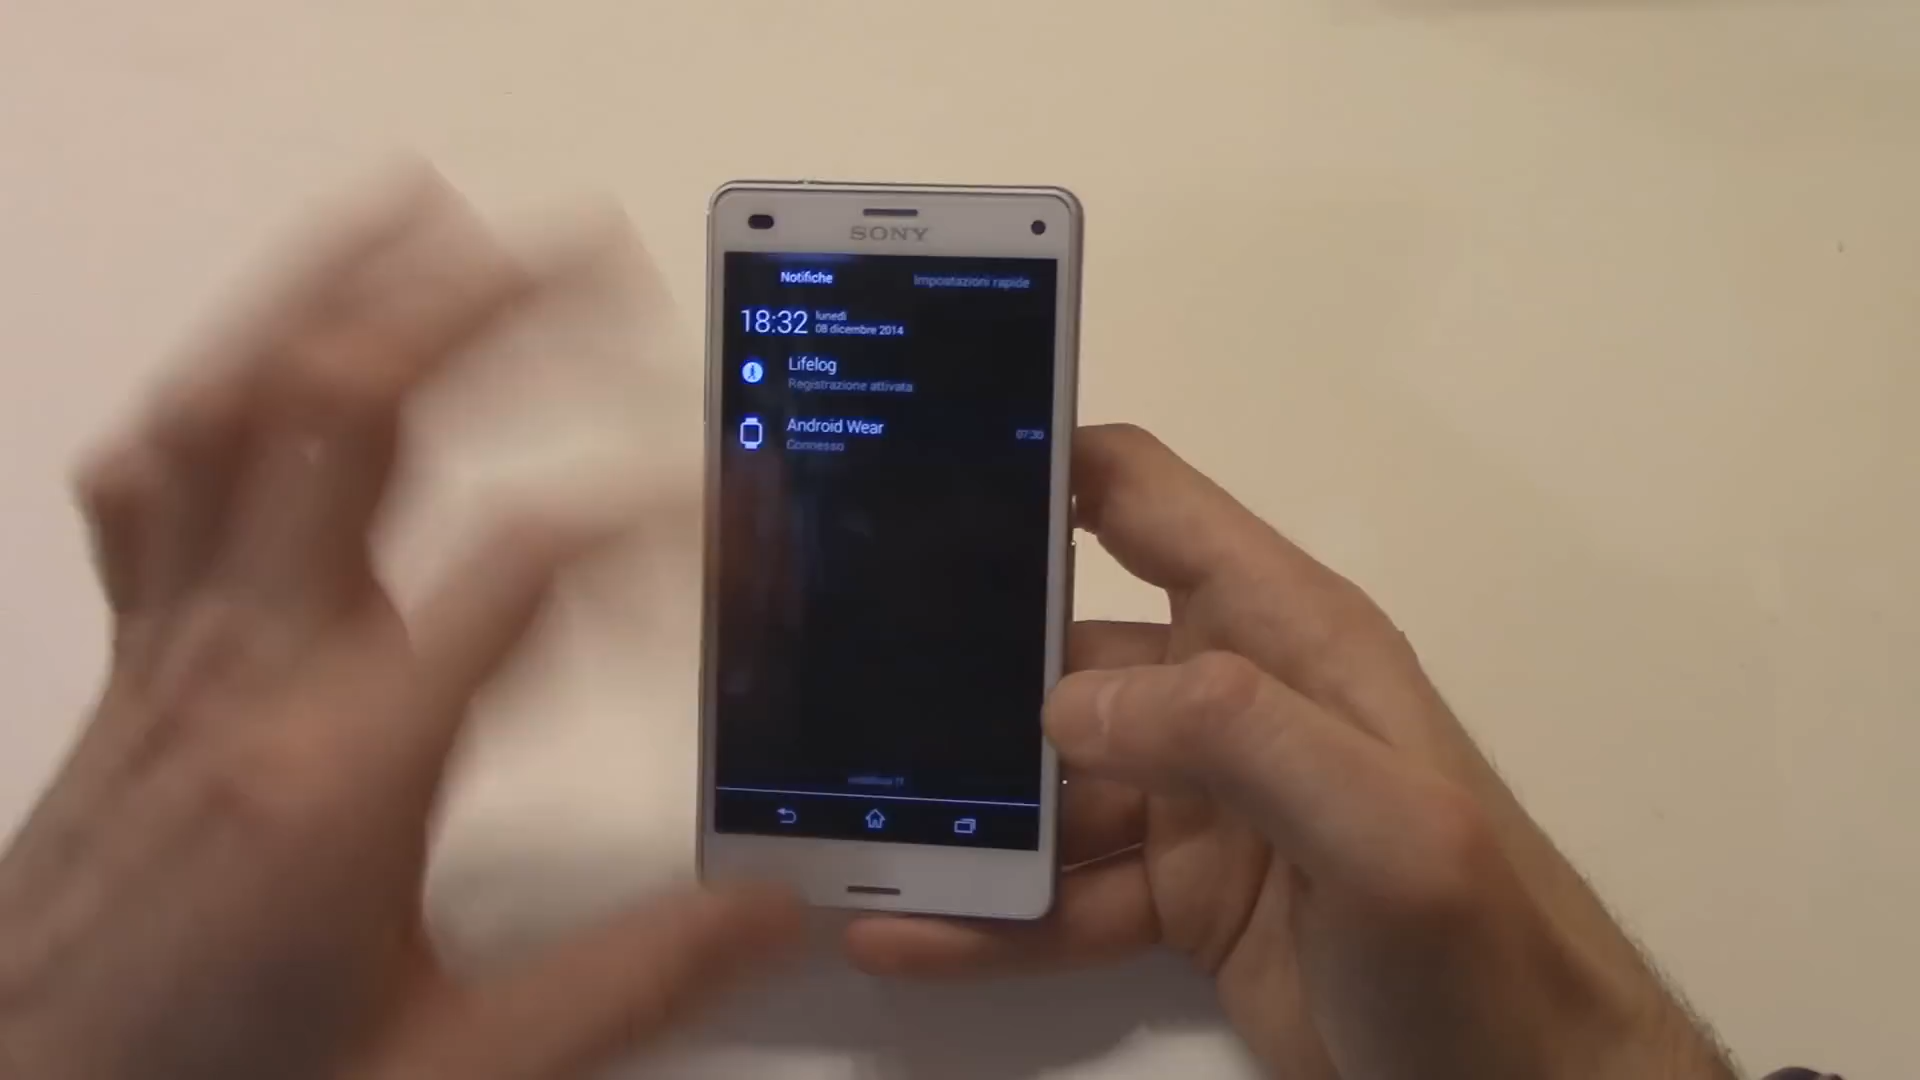 SONY
Notifiche
Impostazioni rapide
18:32
lunedì
08 dicembre 2014
Lifelog
Registrazione attivata
Android Wear
07:30
Connesso